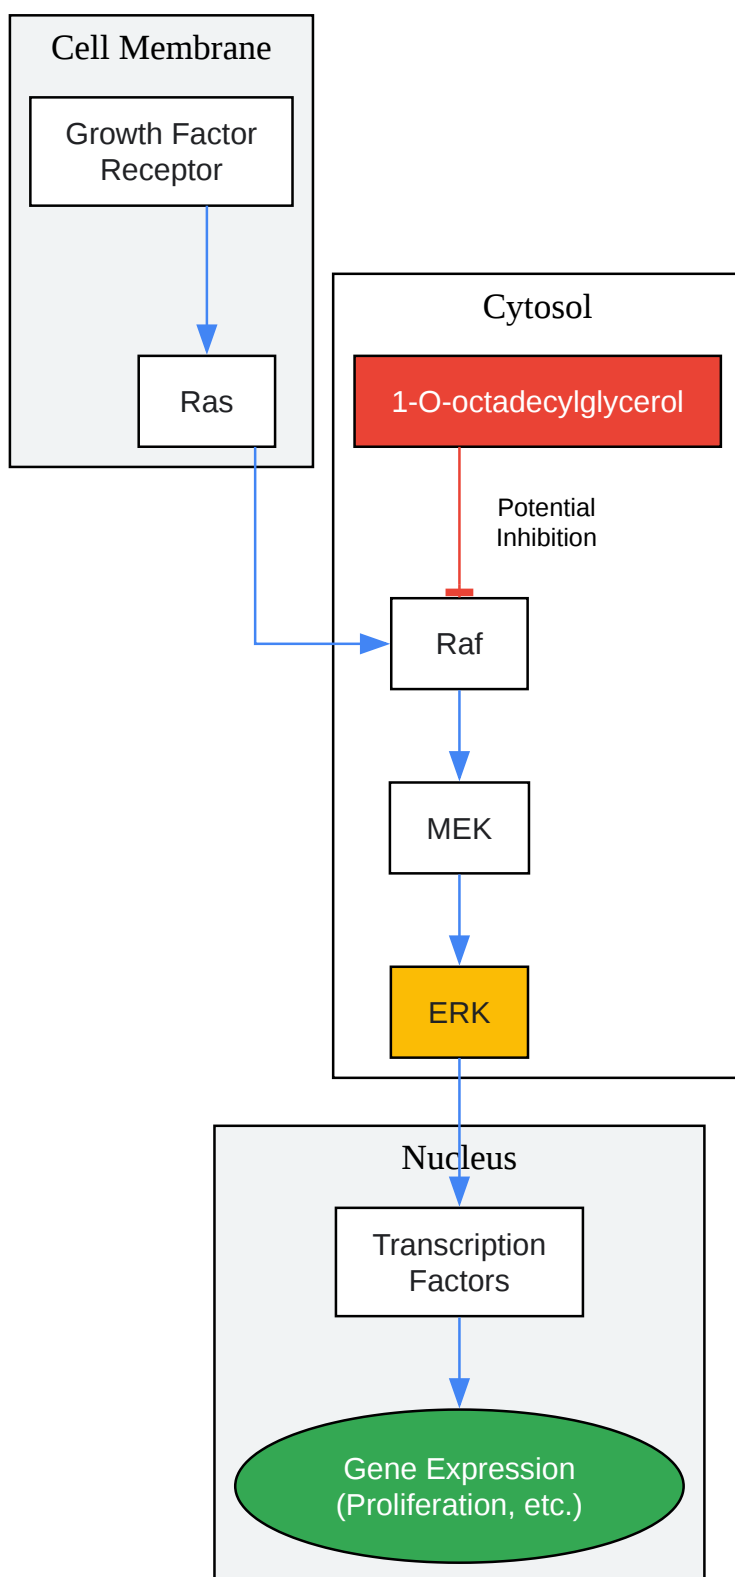 Cell Membrane
Growth Factor
Receptor
Ras
Cytosol
1-O-octadecylglycerol
Potential
Inhibition
Raf
MEK
ERK
Nucleus
Transcription
Factors
Gene Expression
(Proliferation, etc.)